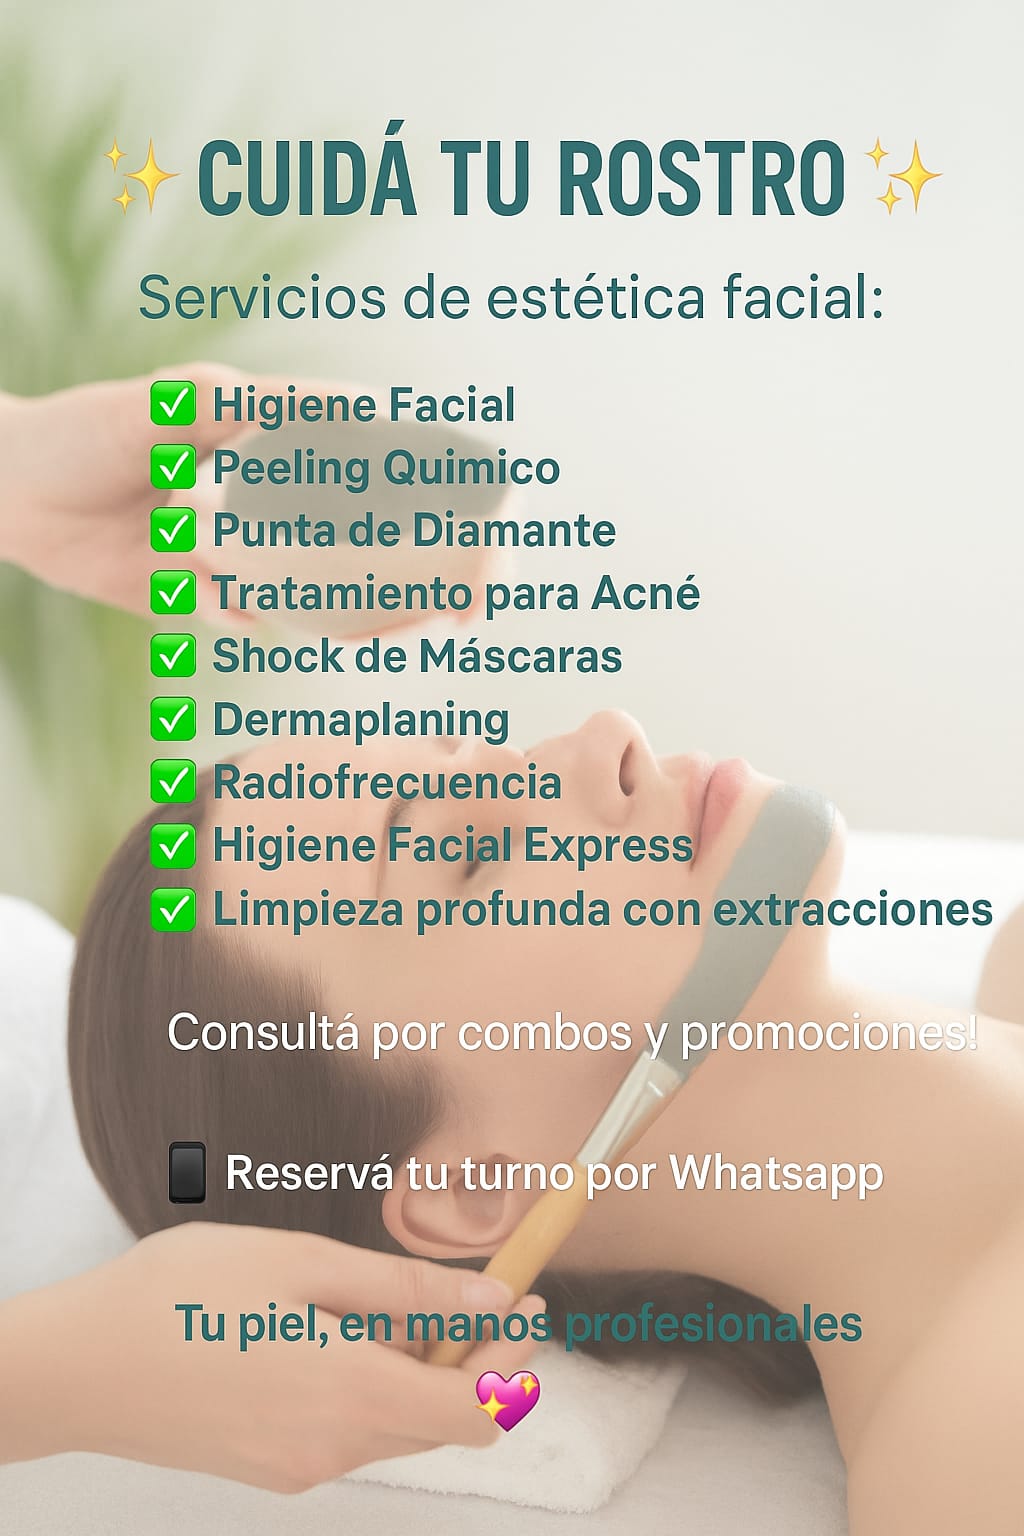 ✨ CUIDÁ TU ROSTRO ✨
Servicios de estética facial:
✅ Higiene Facial
✅ Peeling Quimico
✅ Punta de Diamante
✅ Tratamiento para Acné
✅ Shock de Máscaras
✅ Dermaplaning
✅ Radiofrecuencia
✅ Higiene Facial Express
✅ Limpieza profunda con extracciones
Consultá por combos y promociones!
📱 Reservá tu turno por Whatsapp
Tu piel, en manos profesionales
💖